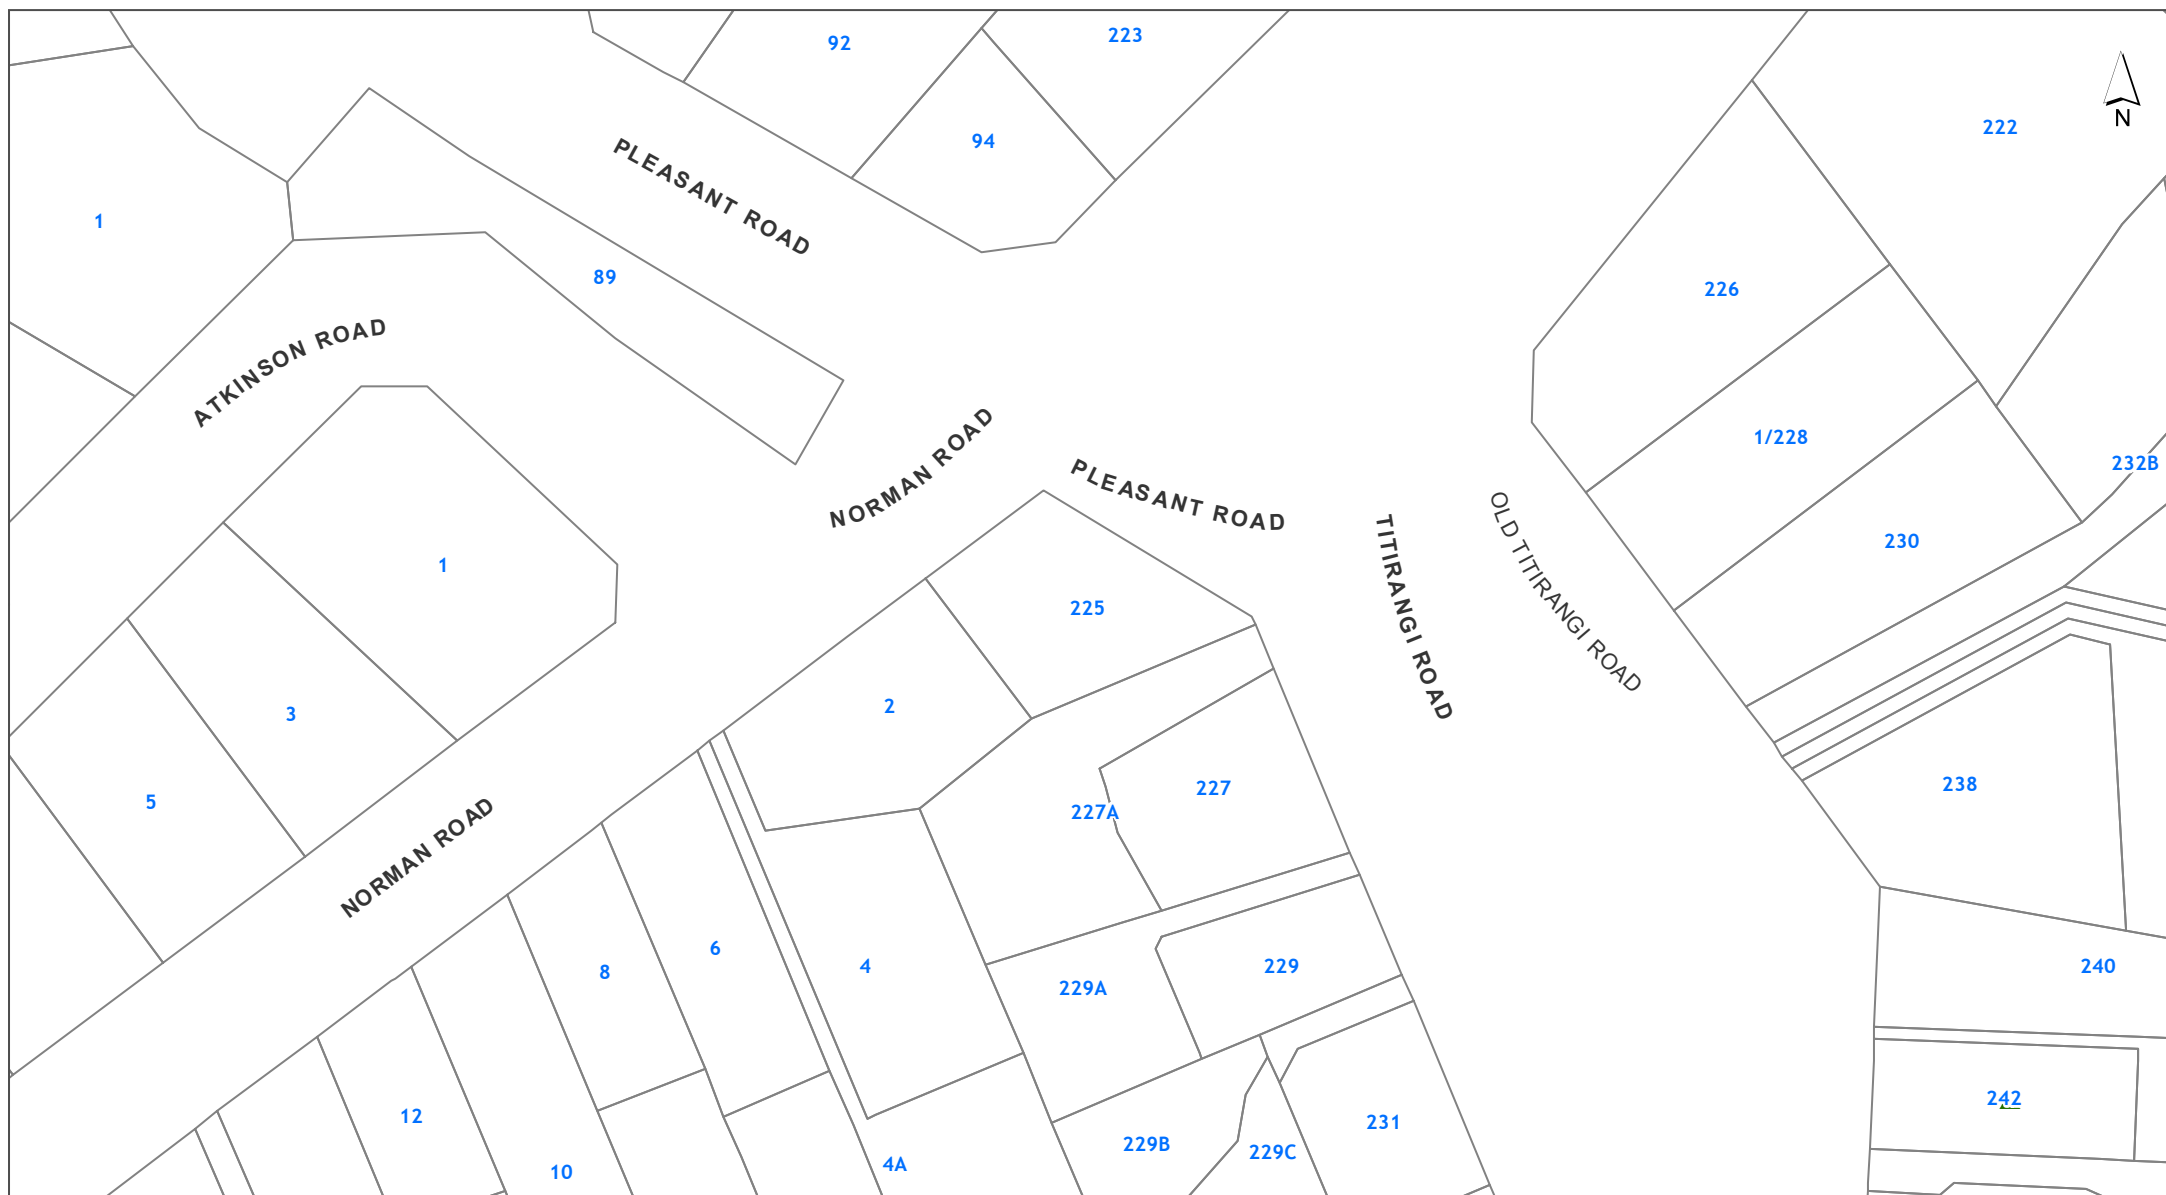 92
223
94
222
N
PLEASANT ROAD
1
89
226
ATKINSON ROAD
NORMAN ROAD
PLEASANT ROAD
1/228
232B
OLD TITIRANGI ROAD
TITIRANGI ROAD
230
1
225
2
3
5
227
227A
238
NORMAN ROAD
6
8
4
229
229A
240
12
10
4A
229B
229C
231
242